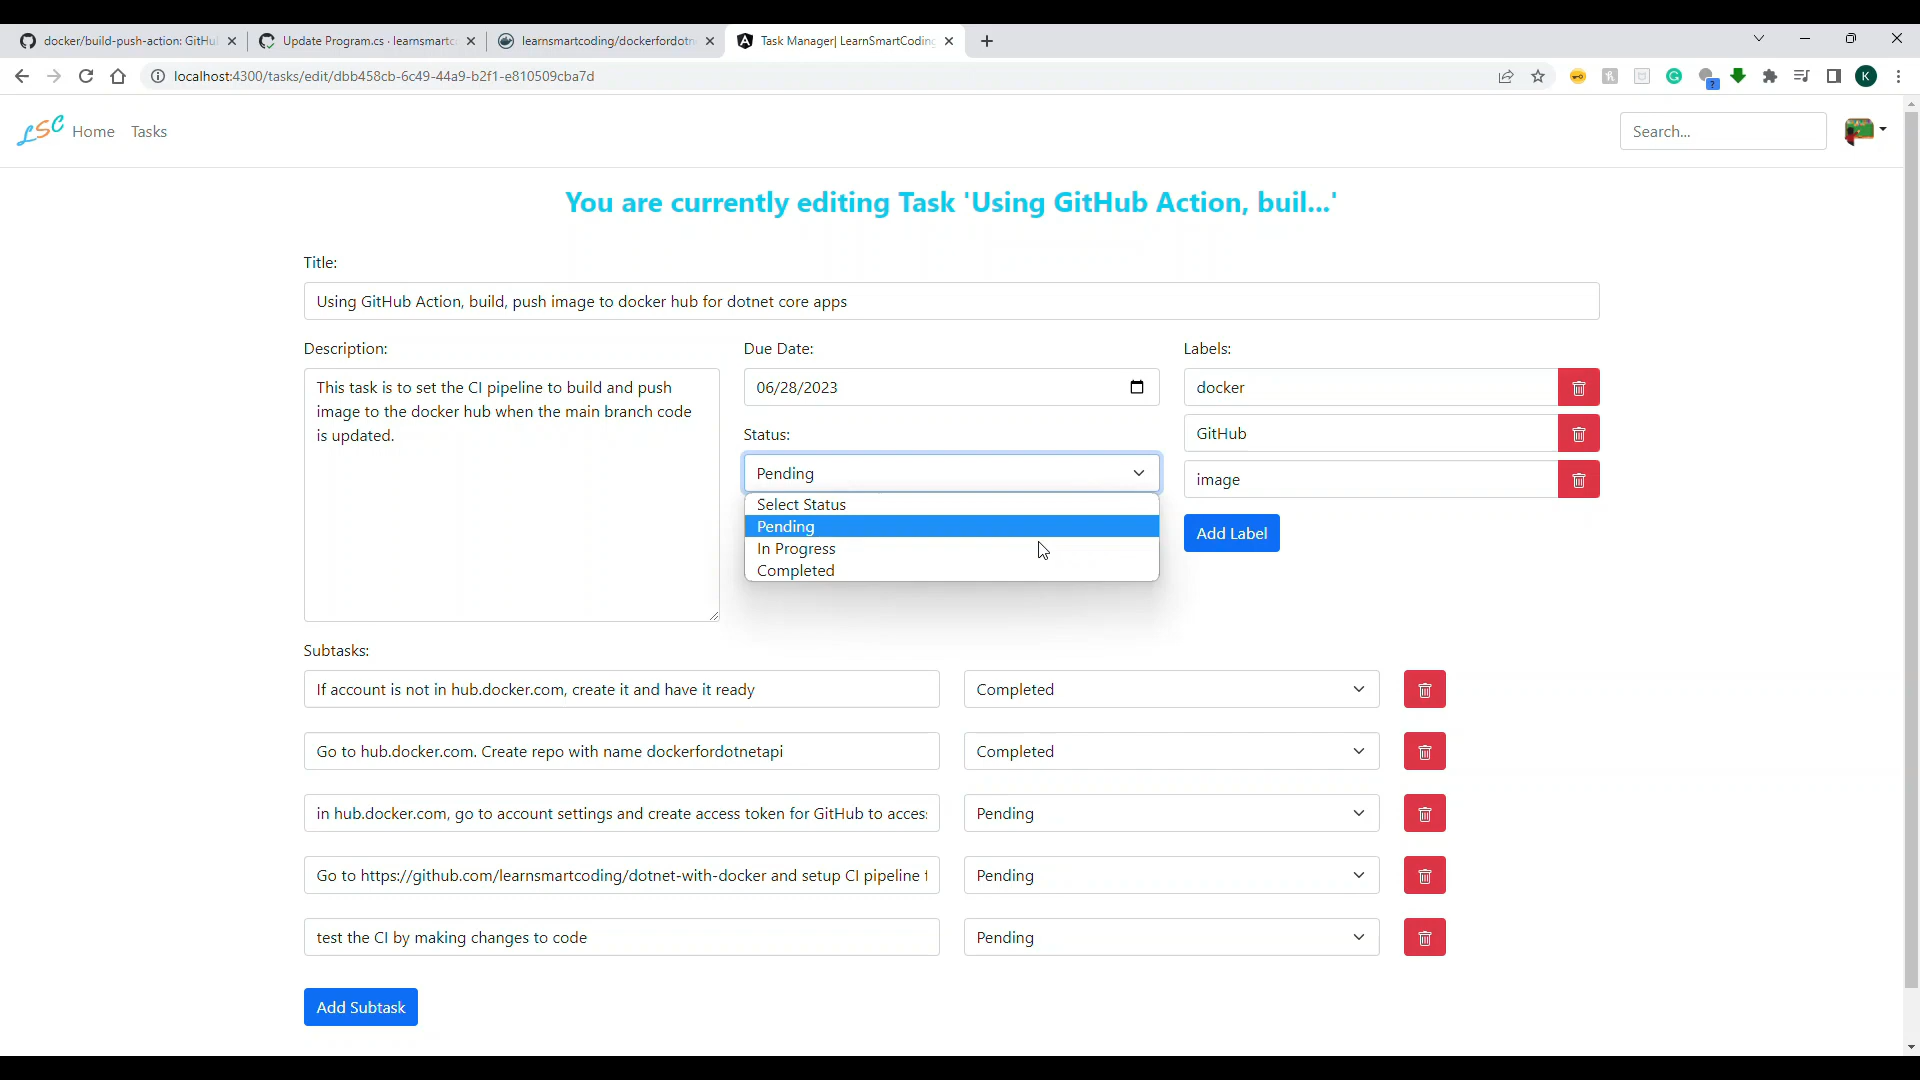 docker/build-push-action: GitHu
Update Program.cs · learnsmartc
learnsmartcoding/dockerfordotn
Task Manager| LearnSmartCoding
localhost:4300/tasks/edit/dbb458cb-6c49-44a9-b2f1-e810509cba7d
K
LSC
Home
Tasks
Search...
You are currently editing Task 'Using GitHub Action, buil...'
Title:
Using GitHub Action, build, push image to docker hub for dotnet core apps
Description:
This task is to set the CI pipeline to build and push
image to the docker hub when the main branch code
is updated.
Due Date:
06/28/2023
Status:
Pending
Select Status
Pending
In Progress
Completed
Labels:
docker
GitHub
image
Add Label
Subtasks:
If account is not in hub.docker.com, create it and have it ready
Completed
Go to hub.docker.com. Create repo with name dockerfordotnetapi
Completed
in hub.docker.com, go to account settings and create access token for GitHub to acces
Pending
Go to https://github.com/learnsmartcoding/dotnet-with-docker and setup CI pipeline f
Pending
test the CI by making changes to code
Pending
Add Subtask